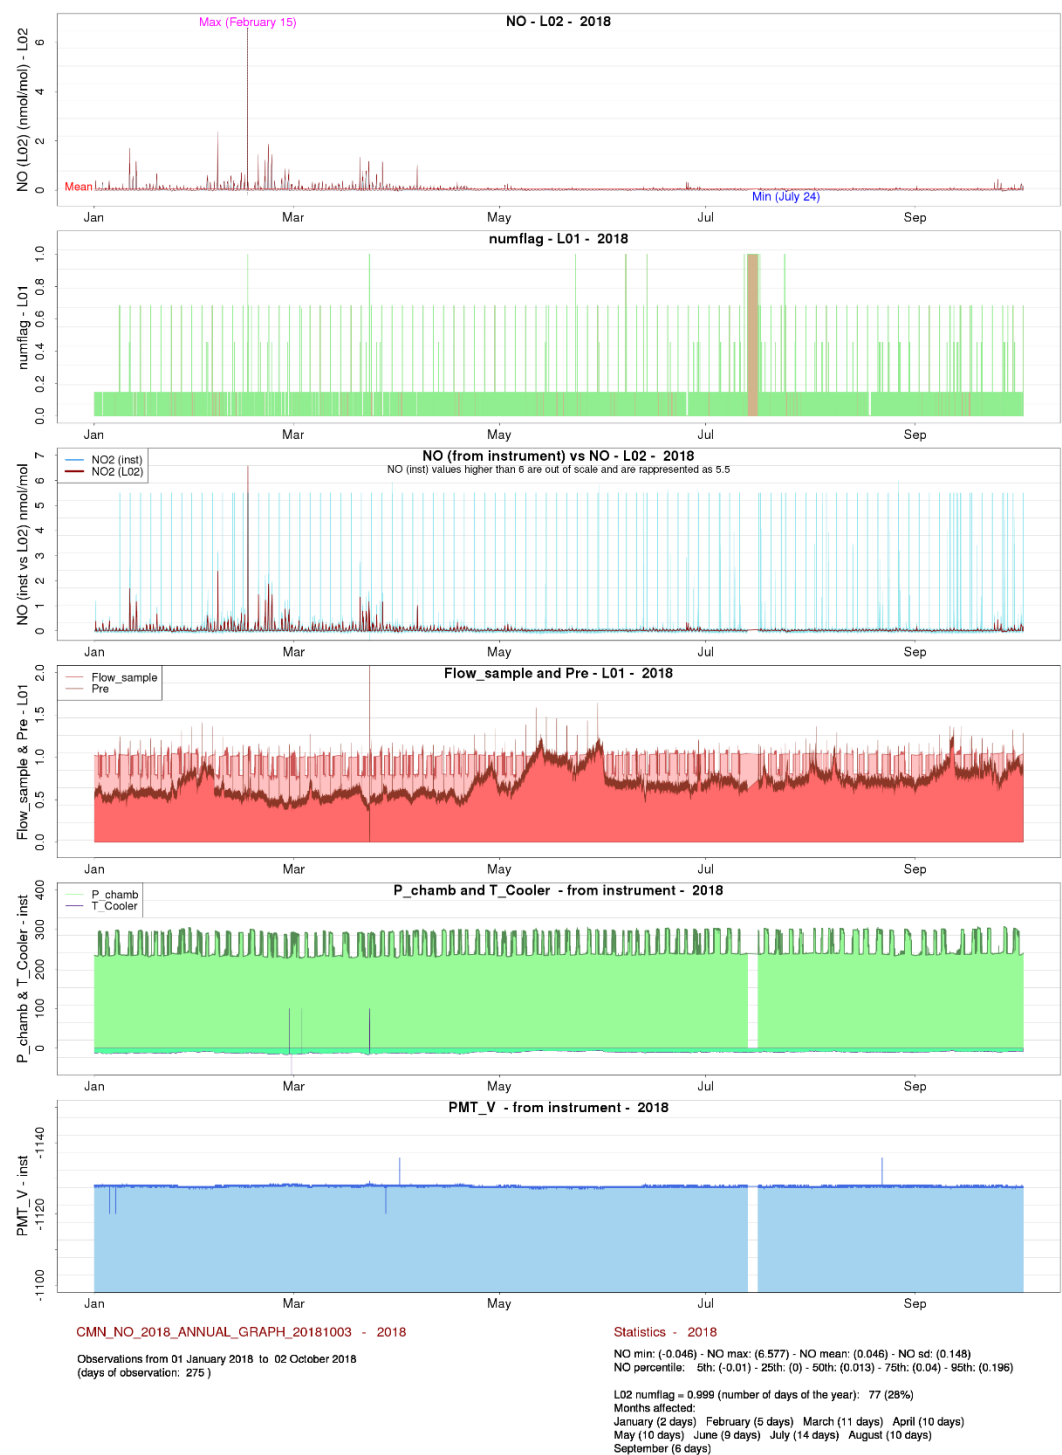 NO - L02 - 2018
Max (February 15)
Mean
Min (July 24)
NO (L02) (nmol/mol) - L02
0 2 4 6
Jan Mar May Jul Sep
numflag - L01 - 2018
numflag - L01
0.0 0.2 0.4 0.6 0.8 1.0
Jan Mar May Jul Sep
NO (from instrument) vs NO - L02 - 2018
NO (inst) values higher than 6 are out of scale and are rappresented as 5.5
NO2 (inst)
NO2 (L02)
NO (inst vs L02) nmol/mol
0 1 2 3 4 5 6 7
Jan Mar May Jul Sep
Flow_sample and Pre - L01 - 2018
Flow_sample
Pre
Flow sample & Pre - L01
0.0 0.5 1.0 1.5 2.0
Jan Mar May Jul Sep
P_chamb and T_Cooler - from instrument - 2018
P_chamb
T_Cooler
P_chamb & T_Cooler - inst
0 100 200 300 400
Jan Mar May Jul Sep
PMT_V - from instrument - 2018
PMT_V - inst
-1100 -1120 -1140
Jan Mar May Jul Sep
CMN_NO_2018_ANNUAL_GRAPH_20181003 - 2018
Observations from 01 January 2018 to 02 October 2018
(days of observation: 275 )
Statistics - 2018
NO min: (-0.046) - NO max: (6.577) - NO mean: (0.046) - NO sd: (0.148)
NO percentile: 5th: (-0.01) - 25th: (0) - 50th: (0.013) - 75th: (0.04) - 95th: (0.196)
L02 numflag = 0.999 (number of days of the year): 77 (28%)
Months affected:
January (2 days) February (5 days) March (11 days) April (10 days)
May (10 days) June (9 days) July (14 days) August (10 days)
September (6 days)